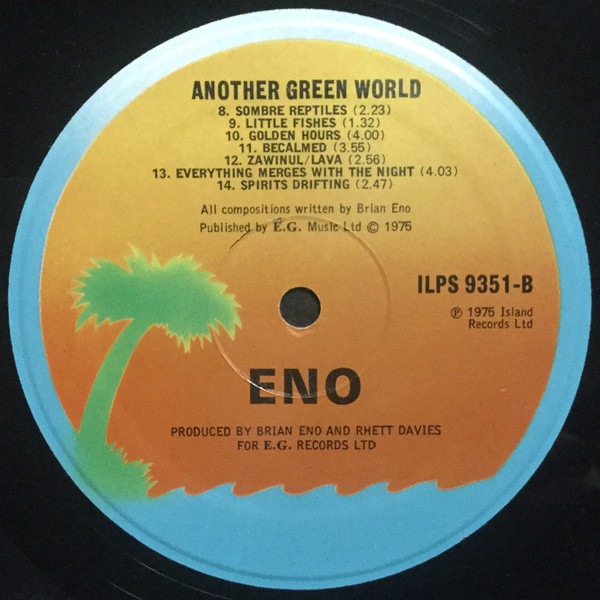 ANOTHER GREEN WORLD
8. SOMBRE REPTILES (2.23)
9. LITTLE FISHES (1.32)
10. GOLDEN HOURS (4.00)
11. BECALMED (3.55)
12. ZAWINUL/LAVA (2.56)
13. EVERYTHING MERGES WITH THE NIGHT (4.03)
14. SPIRITS DRIFTING (2.47)
All compositions written by Brian Eno
Published by E.G. Music Ltd © 1975
ILPS 9351-B
℗ 1975 Island
Records Ltd
ENO
PRODUCED BY BRIAN ENO AND RHETT DAVIES
FOR E.G. RECORDS LTD